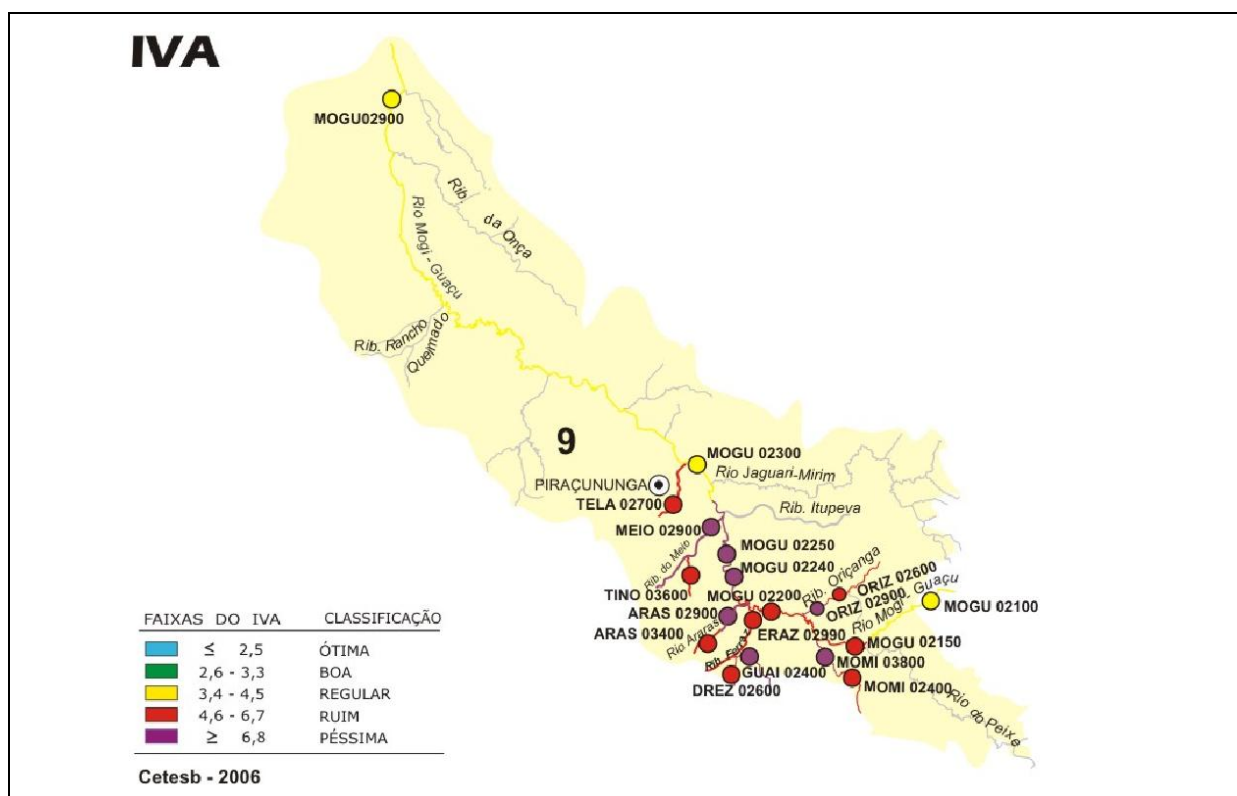 IVA
MOGU02900
Rib. da Onça
Rio Mogi - Guaçu
Rib. Rancho
Queimado
9
MOGU 02300
Rio Jaguari-Mirim
PIRAÇUNUNGA
TELA 02700
Rib. Itupeva
MEIO 02900
MOGU 02250
Rib. do Meio
MOGU 02240
Rib. Oriçanga
ORIZ 02600
TINO 03600
MOGU 02200
ORIZ 02900
Rio Mogi - Guaçu
MOGU 02100
ARAS 02900
Rio Araras
ERAZ 02990
ARAS 03400
MOGU 02150
Rib. Ferraz
GUAI 02400
MOMI 03800
DREZ 02600
MOMI 02400
Rio do Peixe
FAIXAS DO IVA CLASSIFICAÇÃO
≤ 2,5 ÓTIMA
2,6 - 3,3 BOA
3,4 - 4,5 REGULAR
4,6 - 6,7 RUIM
≥ 6,8 PÉSSIMA
Cetesb - 2006